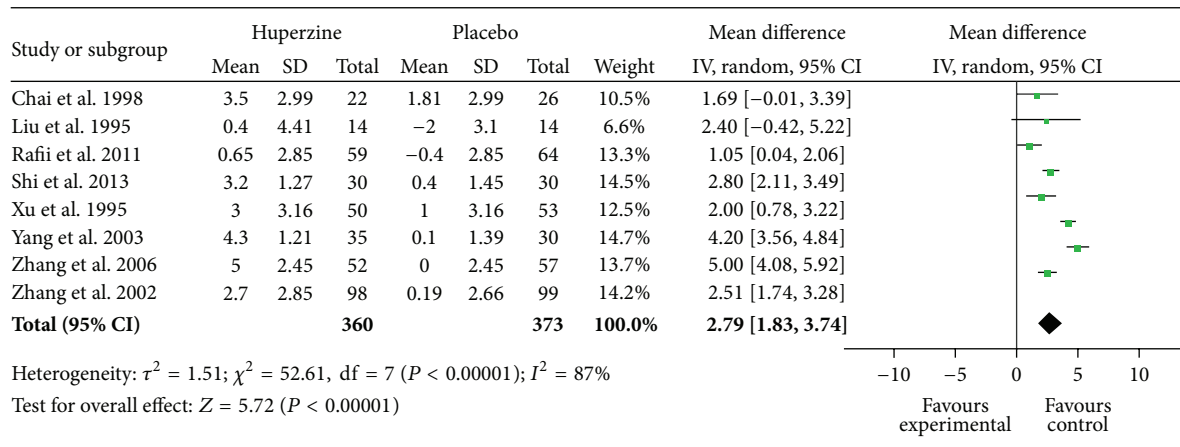 Study or subgroup Huperzine Placebo Mean difference Mean difference
Mean SD Total Mean SD Total Weight IV, random, 95% CI IV, random, 95% CI
Chai et al. 1998 3.5 2.99 22 1.81 2.99 26 10.5% 1.69 [−0.01, 3.39]
Liu et al. 1995 0.4 4.41 14 −2 3.1 14 6.6% 2.40 [−0.42, 5.22]
Rafii et al. 2011 0.65 2.85 59 −0.4 2.85 64 13.3% 1.05 [0.04, 2.06]
Shi et al. 2013 3.2 1.27 30 0.4 1.45 30 14.5% 2.80 [2.11, 3.49]
Xu et al. 1995 3 3.16 50 1 3.16 53 12.5% 2.00 [0.78, 3.22]
Yang et al. 2003 4.3 1.21 35 0.1 1.39 30 14.7% 4.20 [3.56, 4.84]
Zhang et al. 2006 5 2.45 52 0 2.45 57 13.7% 5.00 [4.08, 5.92]
Zhang et al. 2002 2.7 2.85 98 0.19 2.66 99 14.2% 2.51 [1.74, 3.28]
Total (95% CI) 360 373 100.0% 2.79 [1.83, 3.74]
Heterogeneity: τ² = 1.51; χ² = 52.61, df = 7 (P < 0.00001); I² = 87%
Test for overall effect: Z = 5.72 (P < 0.00001)
−10 −5 0 5 10
Favours experimental Favours control